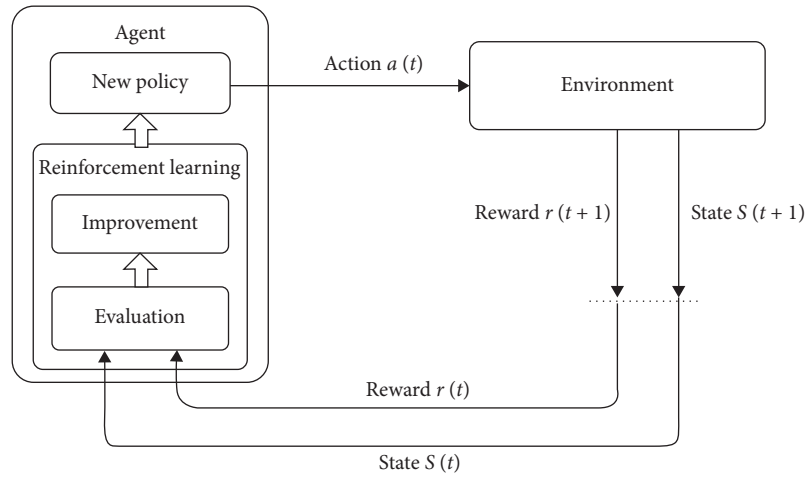 Agent
New policy
Action a (t)
Environment
Reinforcement learning
Improvement
Reward r (t + 1)
State S (t + 1)
Evaluation
Reward r (t)
State S (t)